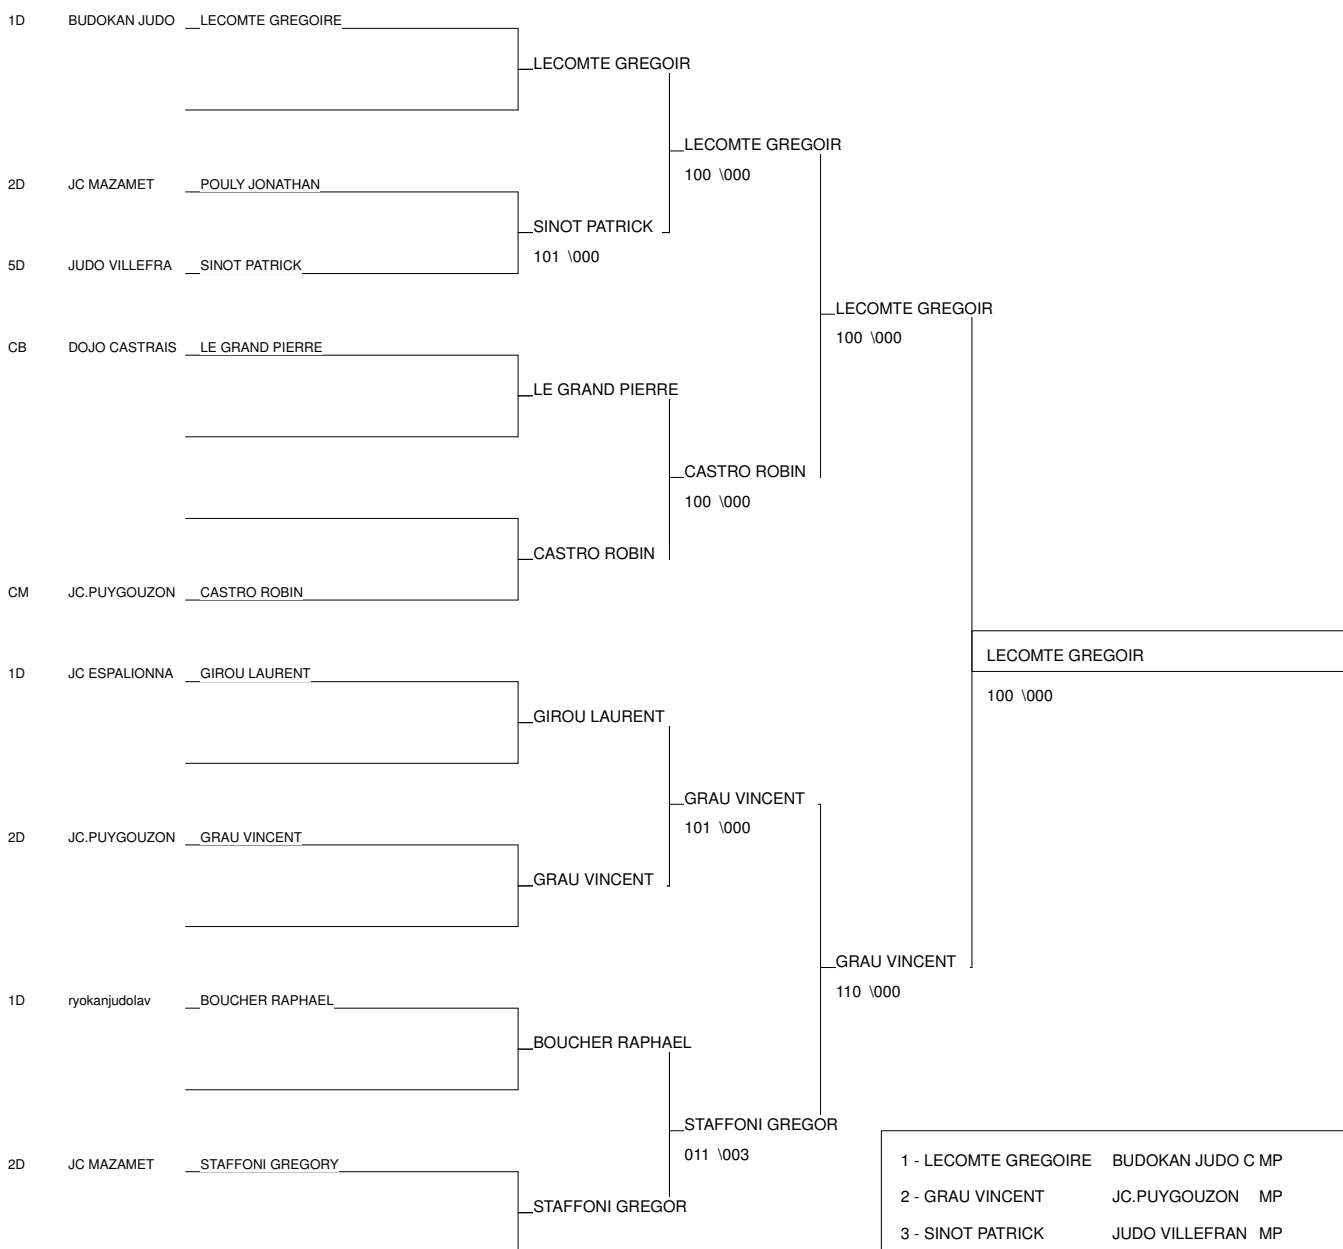 1D BUDOKAN JUDO LECOMTE GREGOIRE
LECOMTE GREGOIR
LECOMTE GREGOIR
100 \000
2D JC MAZAMET POULY JONATHAN
SINOT PATRICK
101 \000
5D JUDO VILLEFRA SINOT PATRICK
LECOMTE GREGOIR
100 \000
CB DOJO CASTRAIS LE GRAND PIERRE
LE GRAND PIERRE
CASTRO ROBIN
100 \000
CASTRO ROBIN
CM JC.PUYGOUZON CASTRO ROBIN
LECOMTE GREGOIR
100 \000
1D JC ESPALIONNA GIROU LAURENT
GIROU LAURENT
GRAU VINCENT
101 \000
2D JC.PUYGOUZON GRAU VINCENT
GRAU VINCENT
GRAU VINCENT
110 \000
1D ryokanjudolav BOUCHER RAPHAEL
BOUCHER RAPHAEL
STAFFONI GREGOR
011 \003
2D JC MAZAMET STAFFONI GREGORY
STAFFONI GREGOR
1 - LECOMTE GREGOIRE BUDOKAN JUDO C MP
2 - GRAU VINCENT JC.PUYGOUZON MP
3 - SINOT PATRICK JUDO VILLEFRAN MP